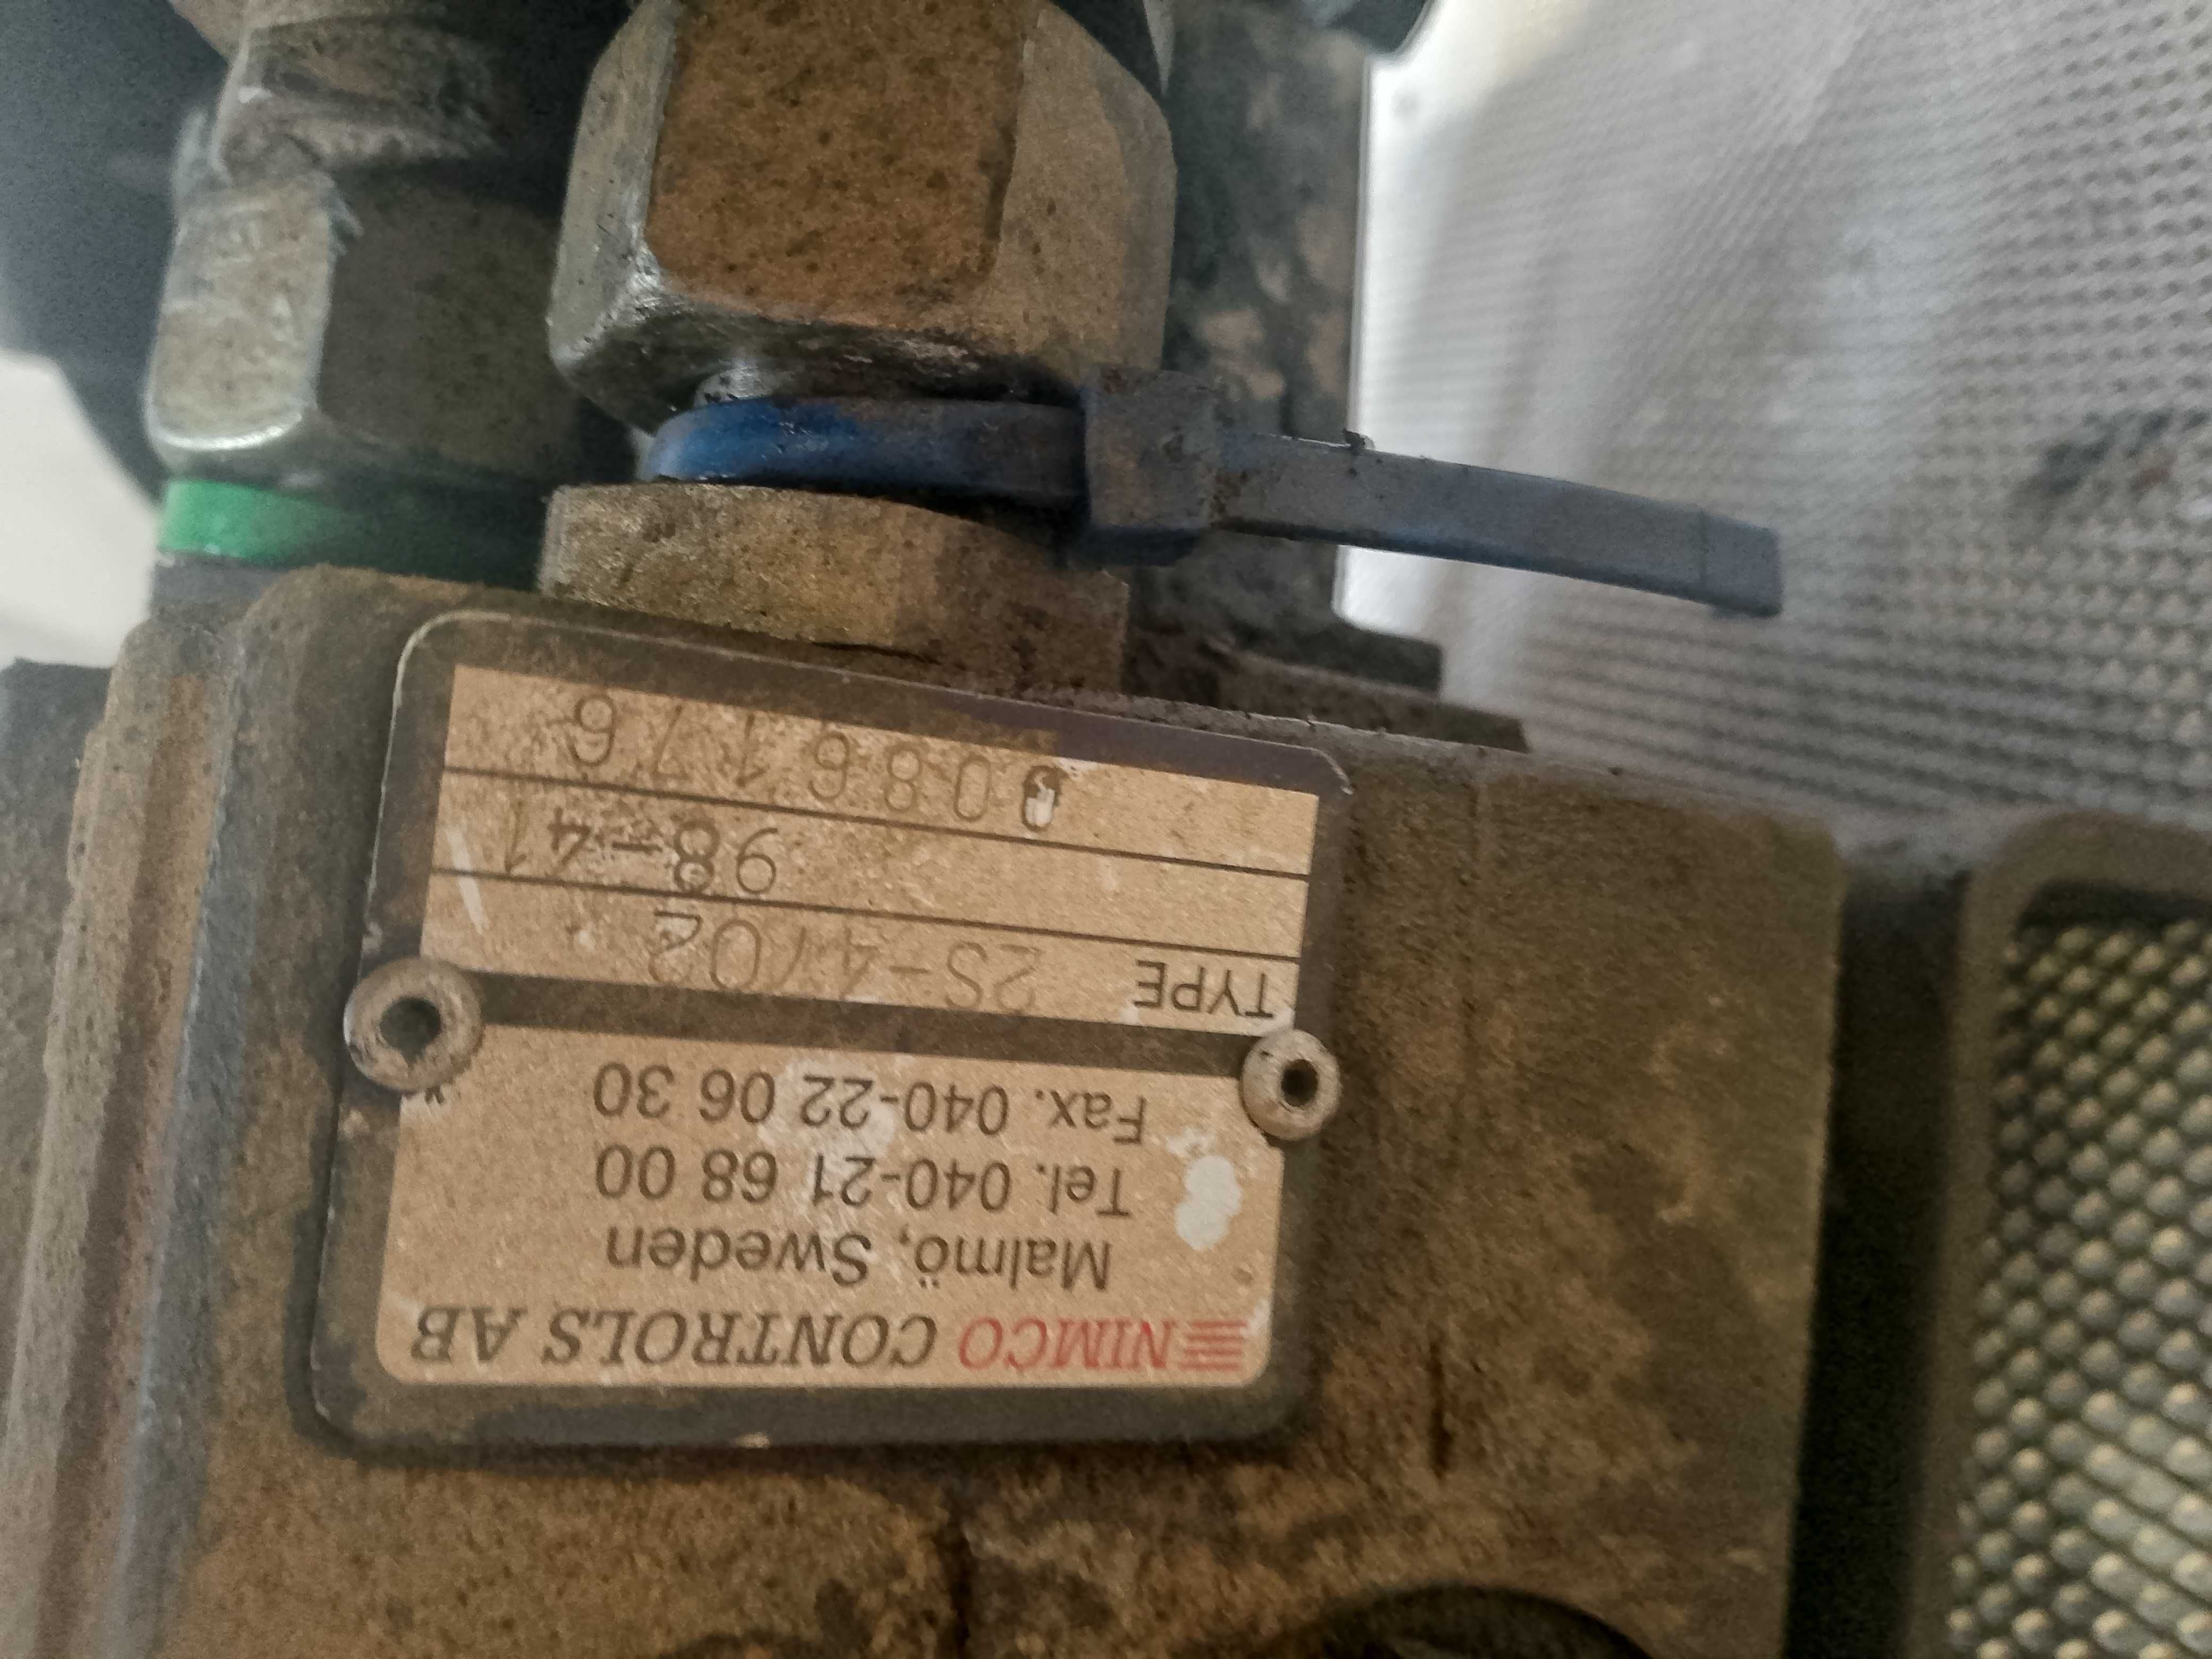 NIMCO CONTROLS AB
Malmö, Sweden
Tel. 040-21 68 00
Fax. 040-22 06 30
TYPE 2S-4/02
98-41
0086176